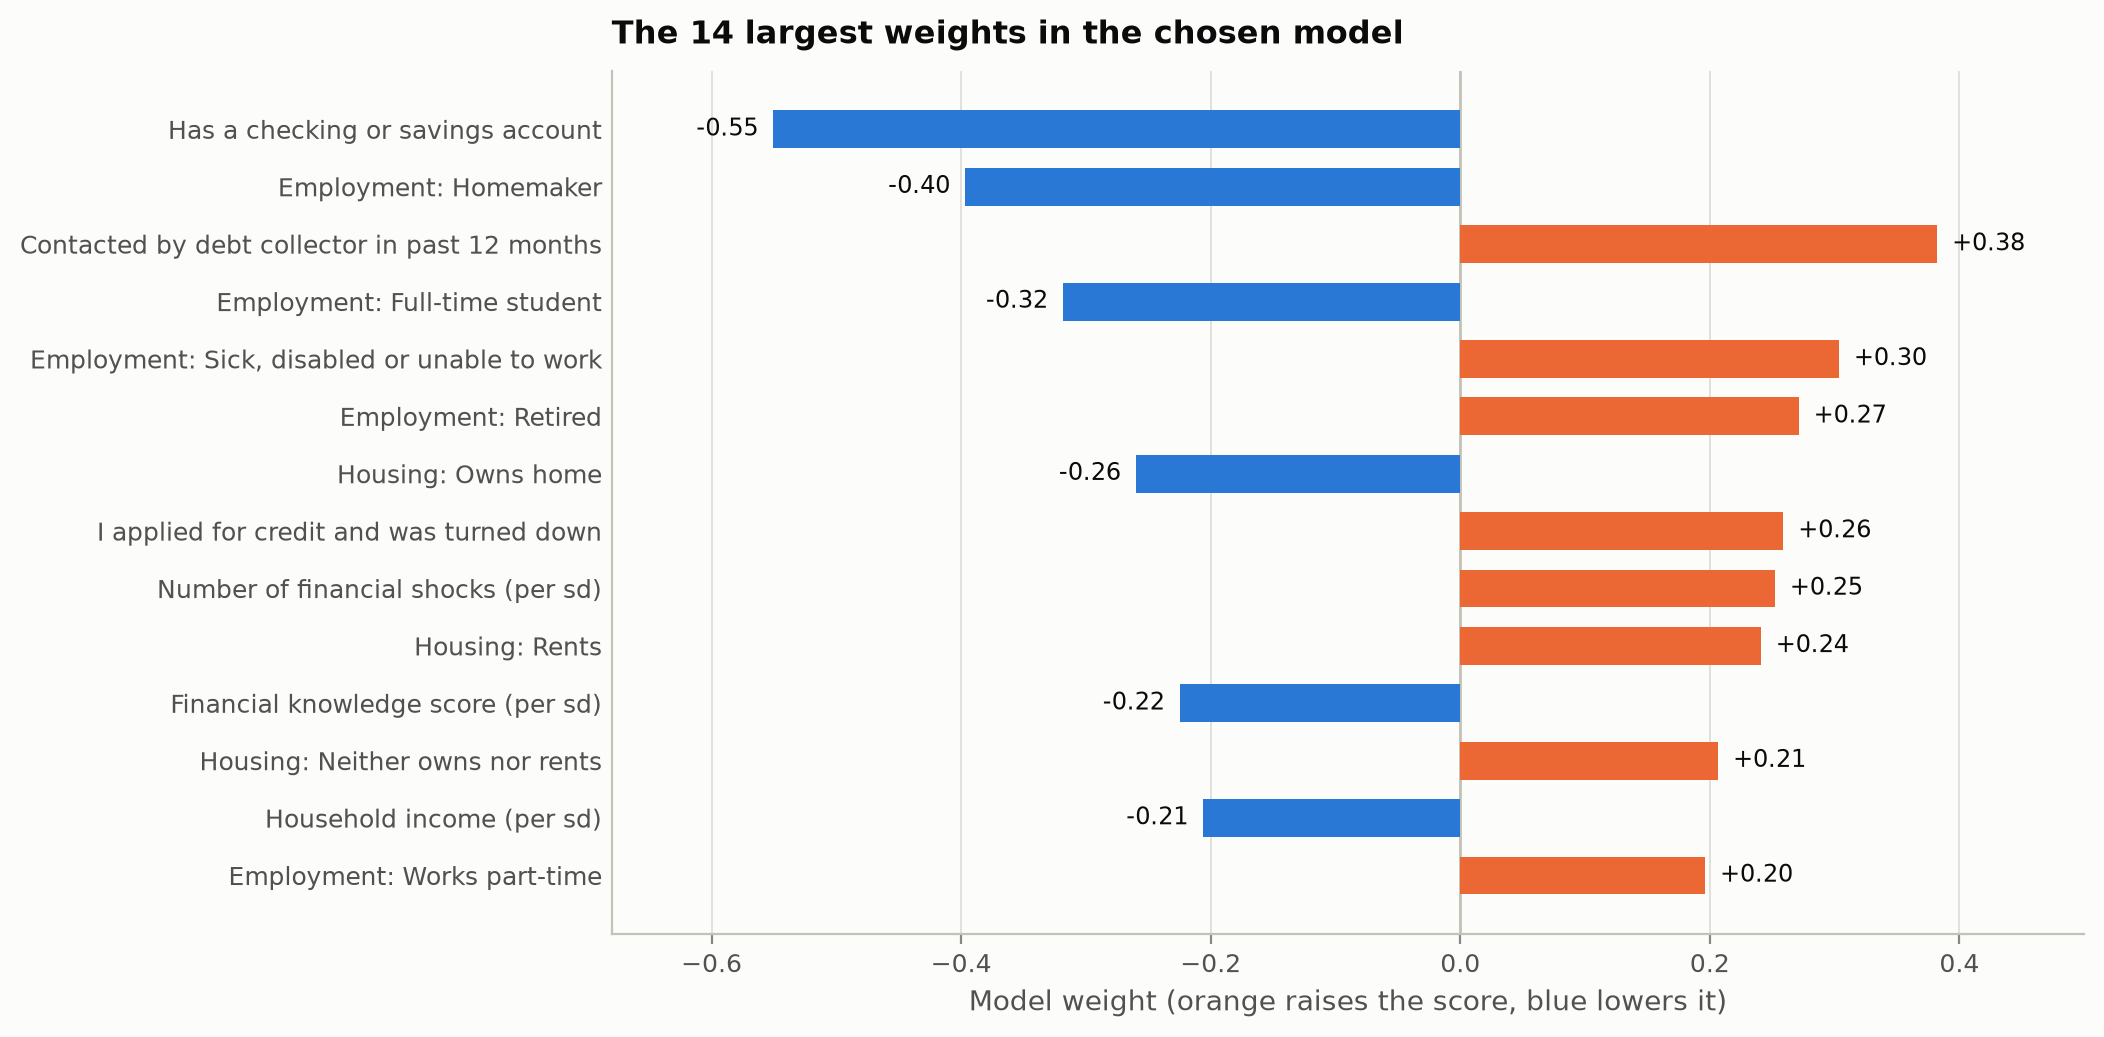 The 14 largest weights in the chosen model
Has a checking or savings account
-0.55
Employment: Homemaker
-0.40
Contacted by debt collector in past 12 months
+0.38
Employment: Full-time student
-0.32
Employment: Sick, disabled or unable to work
+0.30
Employment: Retired
+0.27
Housing: Owns home
-0.26
I applied for credit and was turned down
+0.26
Number of financial shocks (per sd)
+0.25
Housing: Rents
+0.24
Financial knowledge score (per sd)
-0.22
Housing: Neither owns nor rents
+0.21
Household income (per sd)
-0.21
Employment: Works part-time
+0.20
−0.6 −0.4 −0.2 0.0 0.2 0.4
Model weight (orange raises the score, blue lowers it)